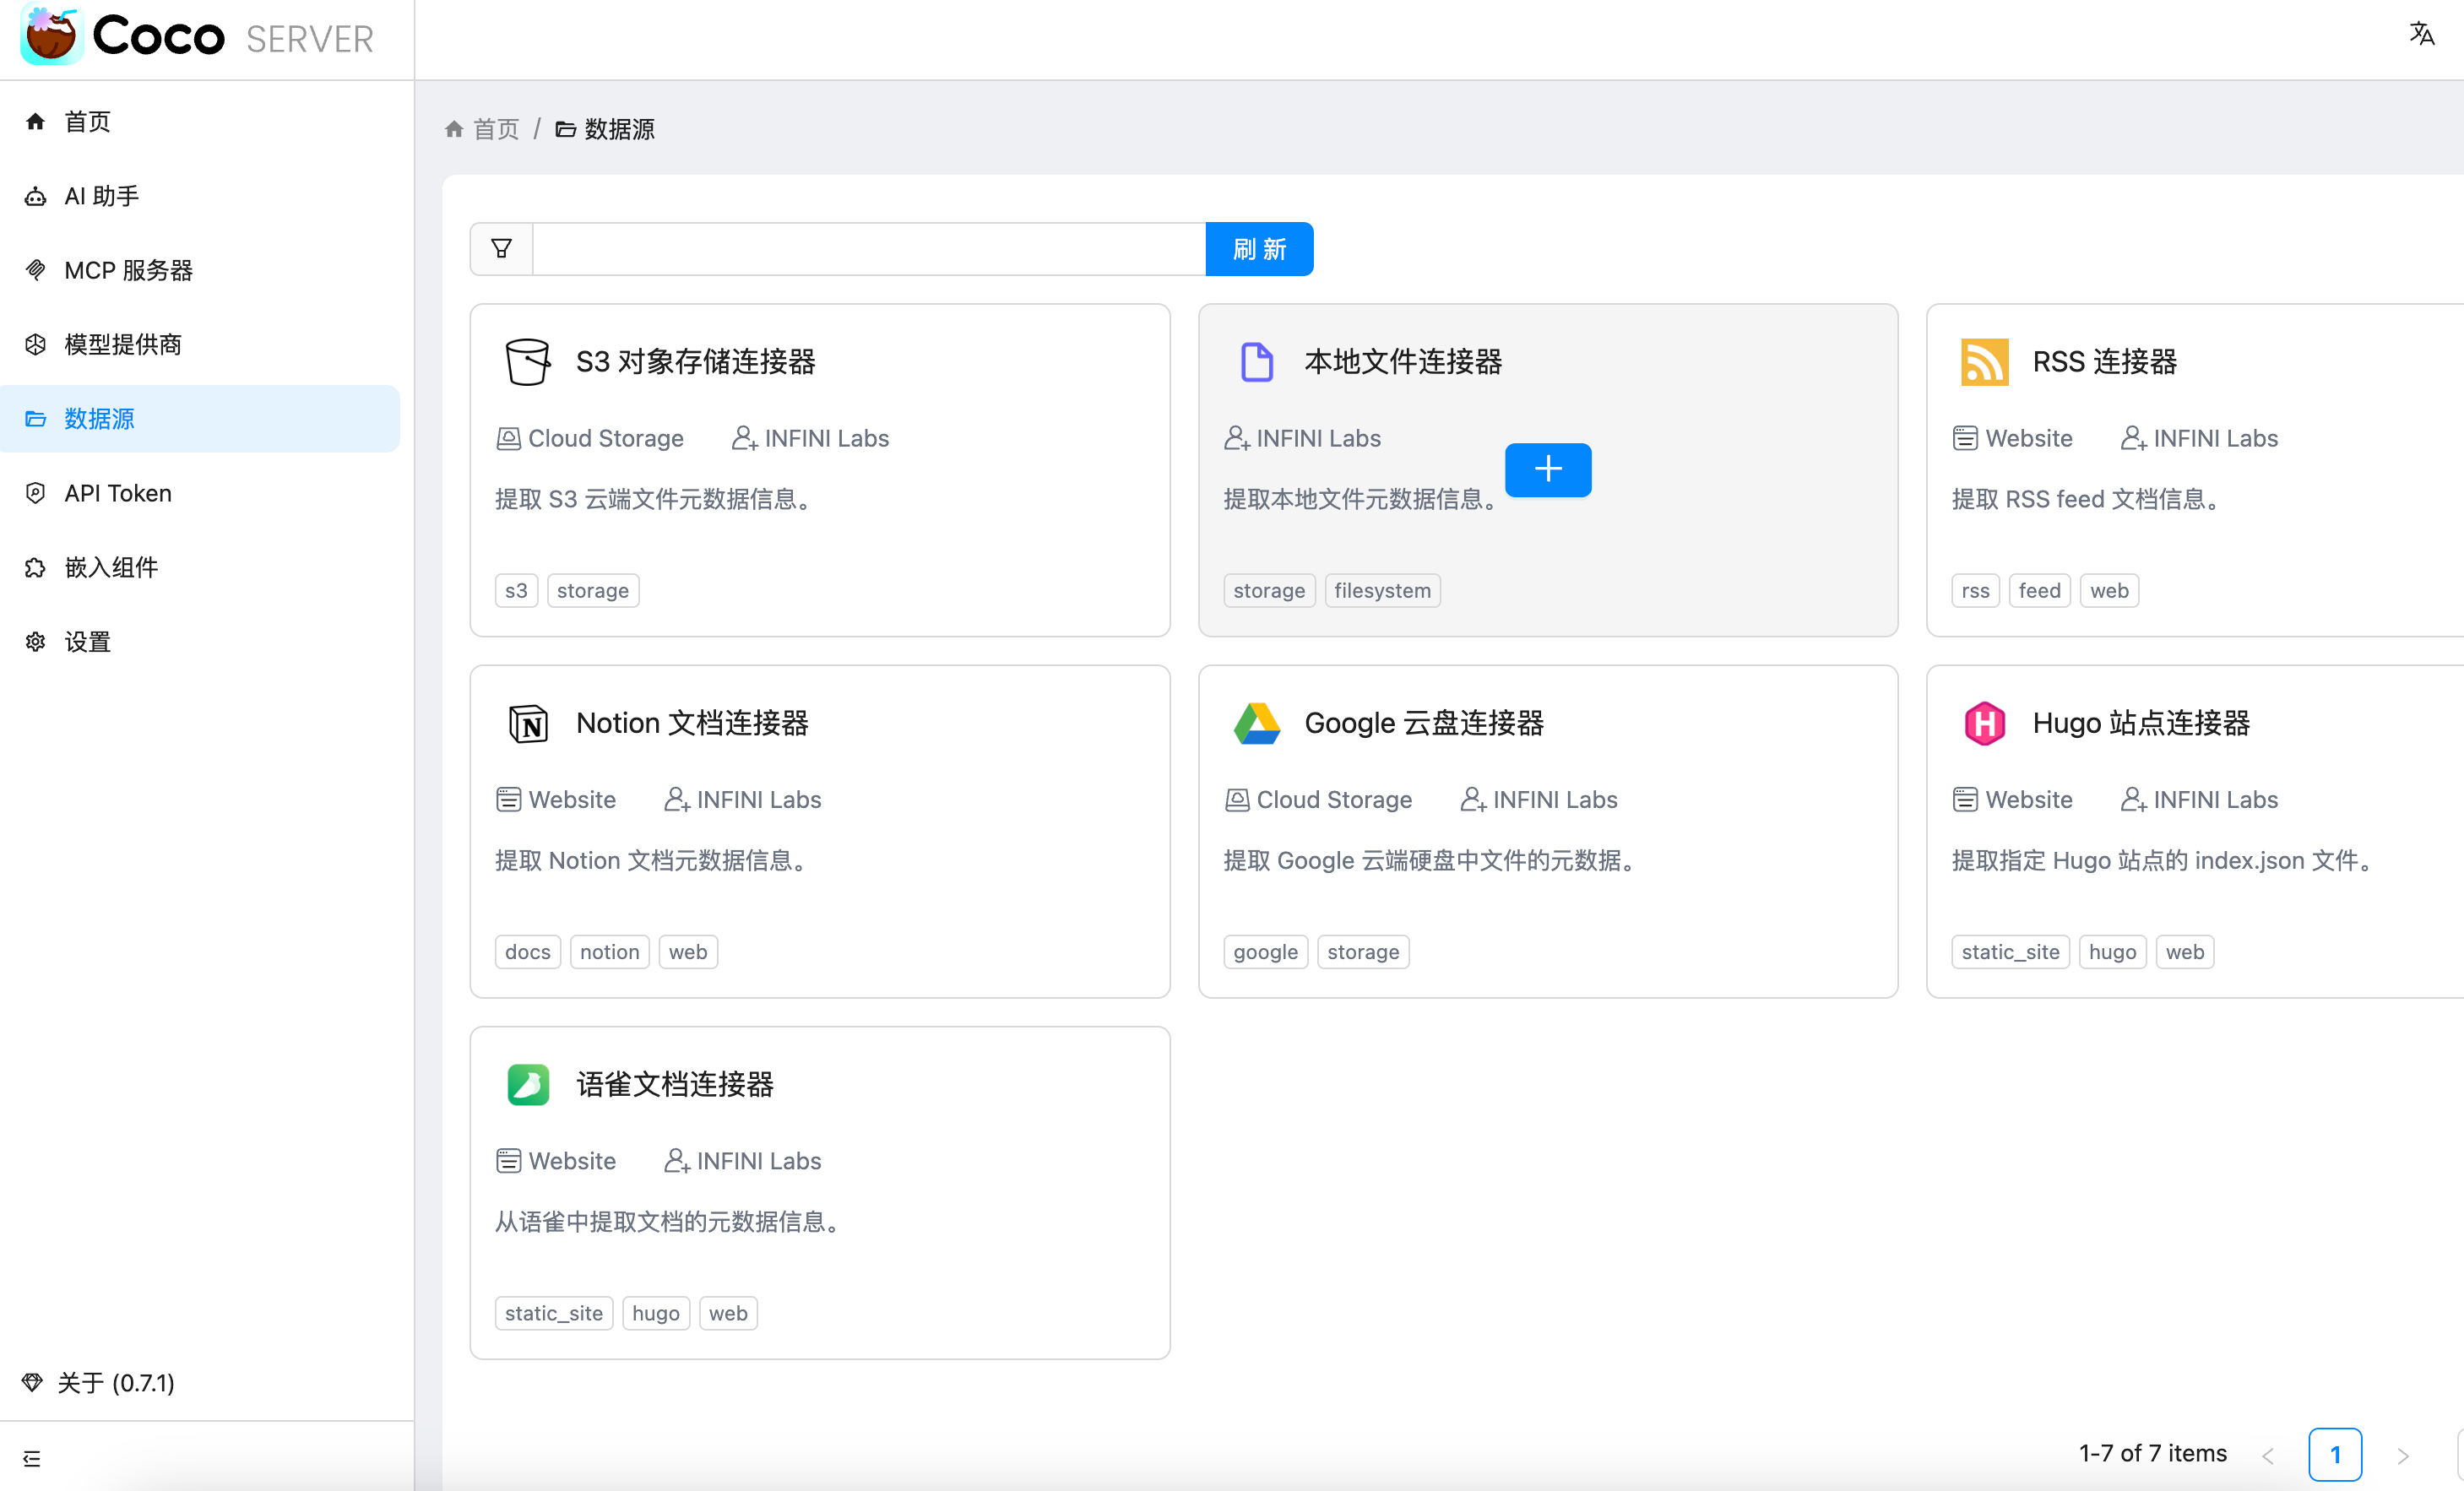 Coco SERVER
首页
AI 助手
MCP 服务器
模型提供商
数据源
API Token
嵌入组件
设置
关于 (0.7.1)
首页 / 数据源
刷 新
S3 对象存储连接器
Cloud Storage INFINI Labs
提取 S3 云端文件元数据信息。
s3 storage
本地文件连接器
INFINI Labs
提取本地文件元数据信息。
storage filesystem
RSS 连接器
Website INFINI Labs
提取 RSS feed 文档信息。
rss feed web
Notion 文档连接器
Website INFINI Labs
提取 Notion 文档元数据信息。
docs notion web
Google 云盘连接器
Cloud Storage INFINI Labs
提取 Google 云端硬盘中文件的元数据。
google storage
Hugo 站点连接器
Website INFINI Labs
提取指定 Hugo 站点的 index.json 文件。
static_site hugo web
语雀文档连接器
Website INFINI Labs
从语雀中提取文档的元数据信息。
static_site hugo web
1-7 of 7 items < 1 >